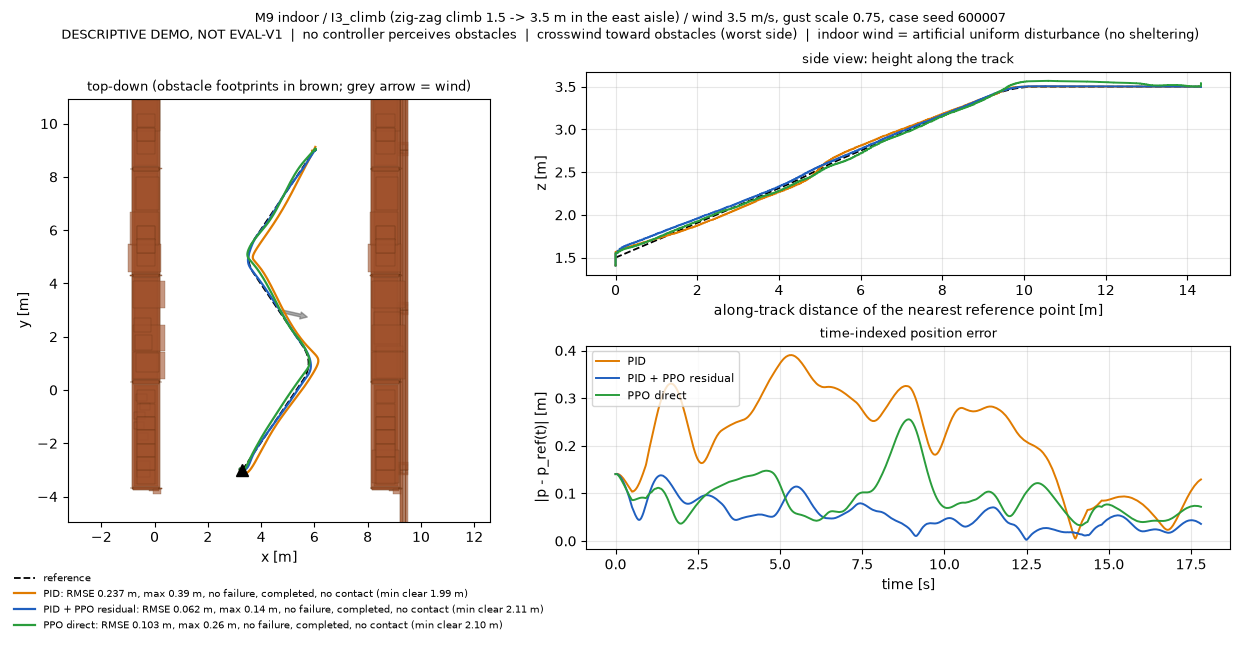 M9 indoor / I3_climb (zig-zag climb 1.5 -> 3.5 m in the east aisle) / wind 3.5 m/s, gust scale 0.75, case seed 600007
DESCRIPTIVE DEMO, NOT EVAL-V1 | no controller perceives obstacles | crosswind toward obstacles (worst side) | indoor wind = artificial uniform disturbance (no sheltering)
top-down (obstacle footprints in brown; grey arrow = wind)
10
8
6
4
2
0
−2
−4
y [m]
−2
0
2
4
6
8
10
12
x [m]
side view: height along the track
3.5
3.0
2.5
2.0
1.5
z [m]
0
2
4
6
8
10
12
14
along-track distance of the nearest reference point [m]
time-indexed position error
0.4
0.3
0.2
0.1
0.0
|p - p_ref(t)| [m]
PID
PID + PPO residual
PPO direct
0.0
2.5
5.0
7.5
10.0
12.5
15.0
17.5
time [s]
reference
PID: RMSE 0.237 m, max 0.39 m, no failure, completed, no contact (min clear 1.99 m)
PID + PPO residual: RMSE 0.062 m, max 0.14 m, no failure, completed, no contact (min clear 2.11 m)
PPO direct: RMSE 0.103 m, max 0.26 m, no failure, completed, no contact (min clear 2.10 m)